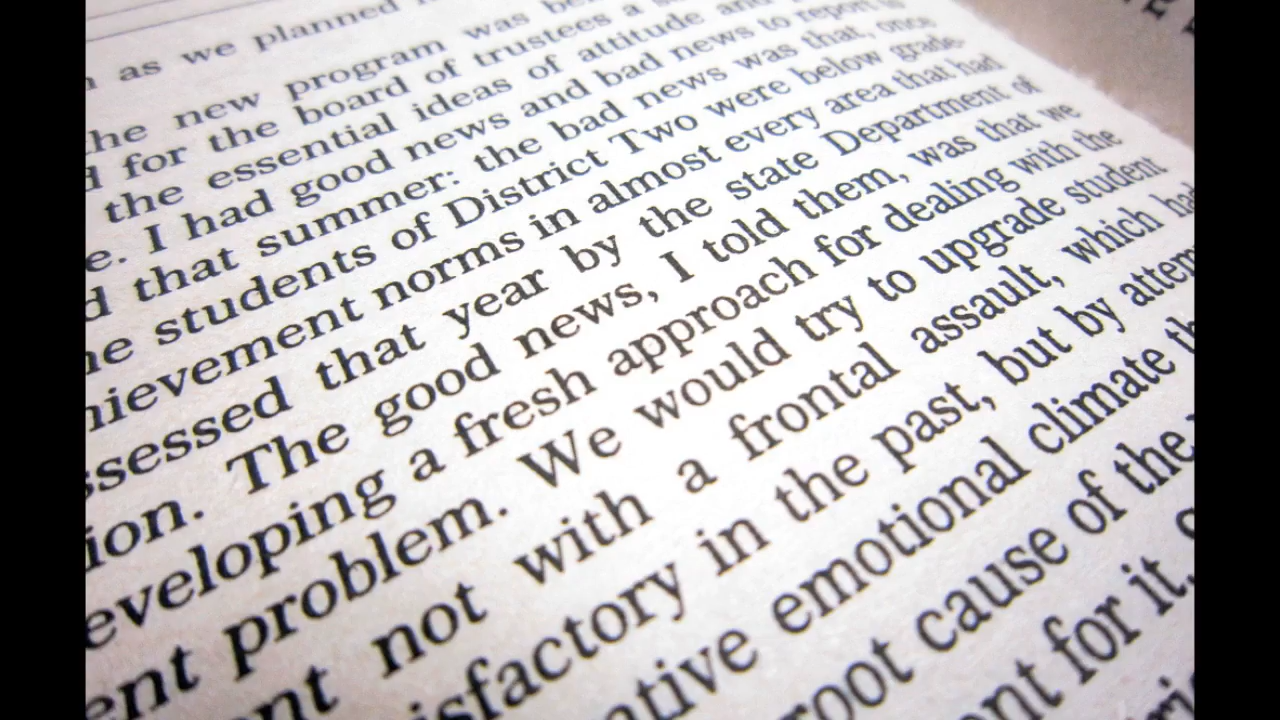 as we planned
the new program was
for the board of trustees a
the essential ideas of attitude and
e. I had good news and bad news to report
d that summer: the bad news was that, once
he students of District Two were below grade-
hievement norms in almost every area that had
ssessed that year by the state Department of
ion. The good news, I told them, was that we
eveloping a fresh approach for dealing with the
ent problem. We would try to upgrade student
nt not with a frontal assault, which had
isfactory in the past, but by attem
ative emotional climate th
root cause of the
nt for it.